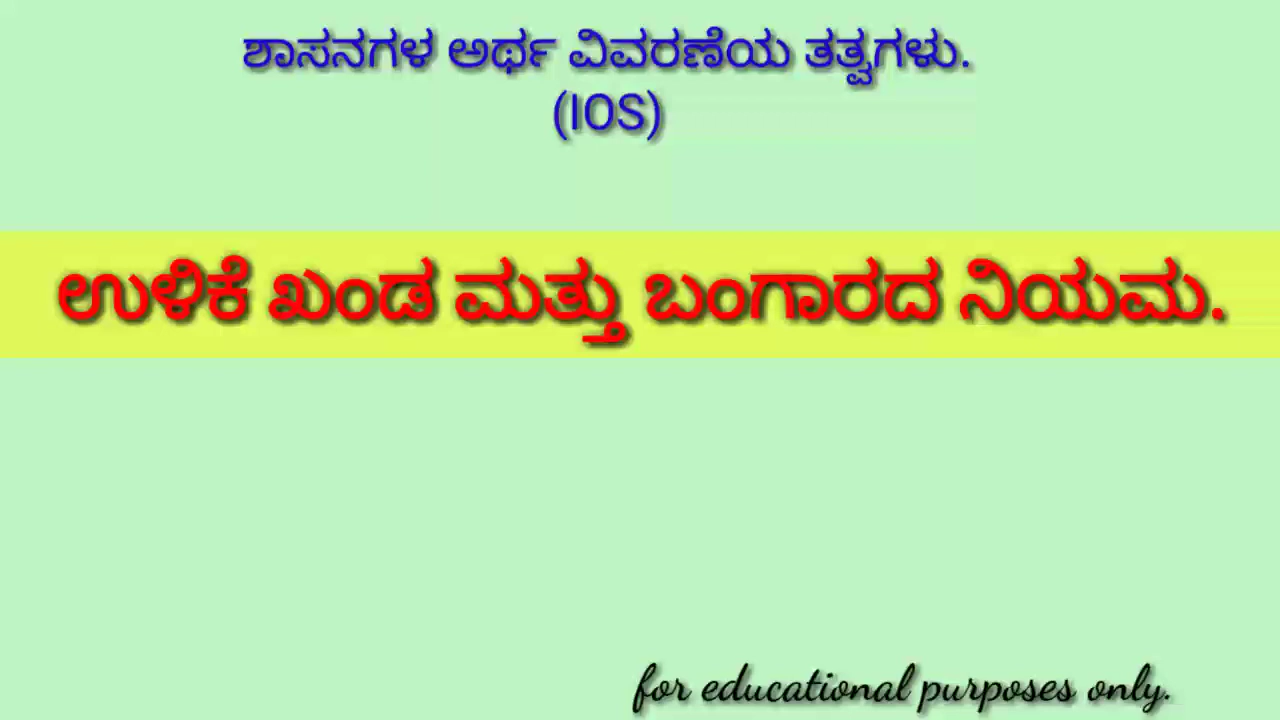 ಶಾಸನಗಳ ಅರ್ಥ ವಿವರಣೆಯ ತತ್ವಗಳು.
(IOS)
ಉಳಿಕೆ ಖಂಡ ಮತ್ತು ಬಂಗಾರದ ನಿಯಮ.
for educational purposes only.